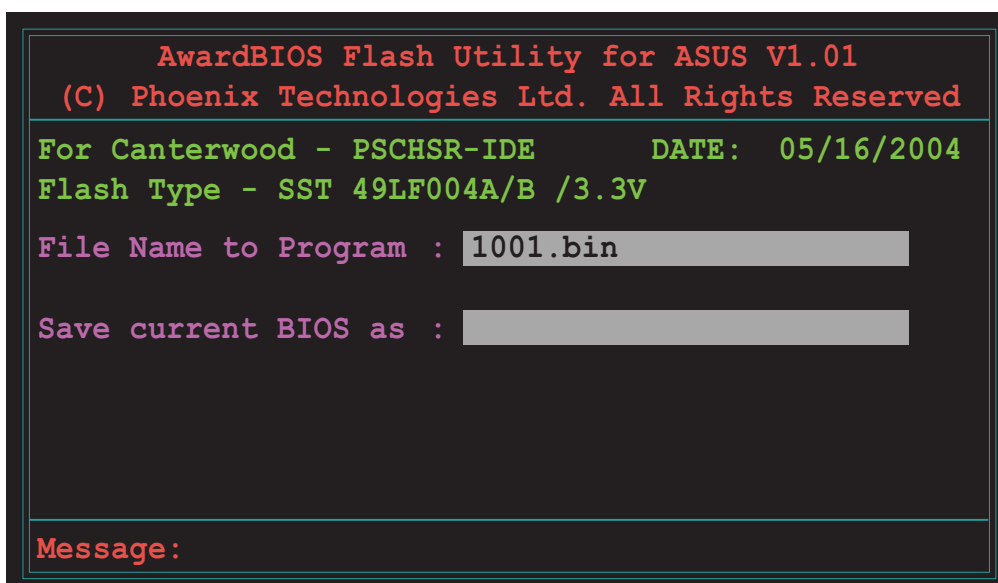 AwardBIOS Flash Utility for ASUS V1.01
(C) Phoenix Technologies Ltd. All Rights Reserved
For Canterwood - PSCHSR-IDE DATE: 05/16/2004
Flash Type - SST 49LF004A/B /3.3V
File Name to Program : 1001.bin
Save current BIOS as :
Message: